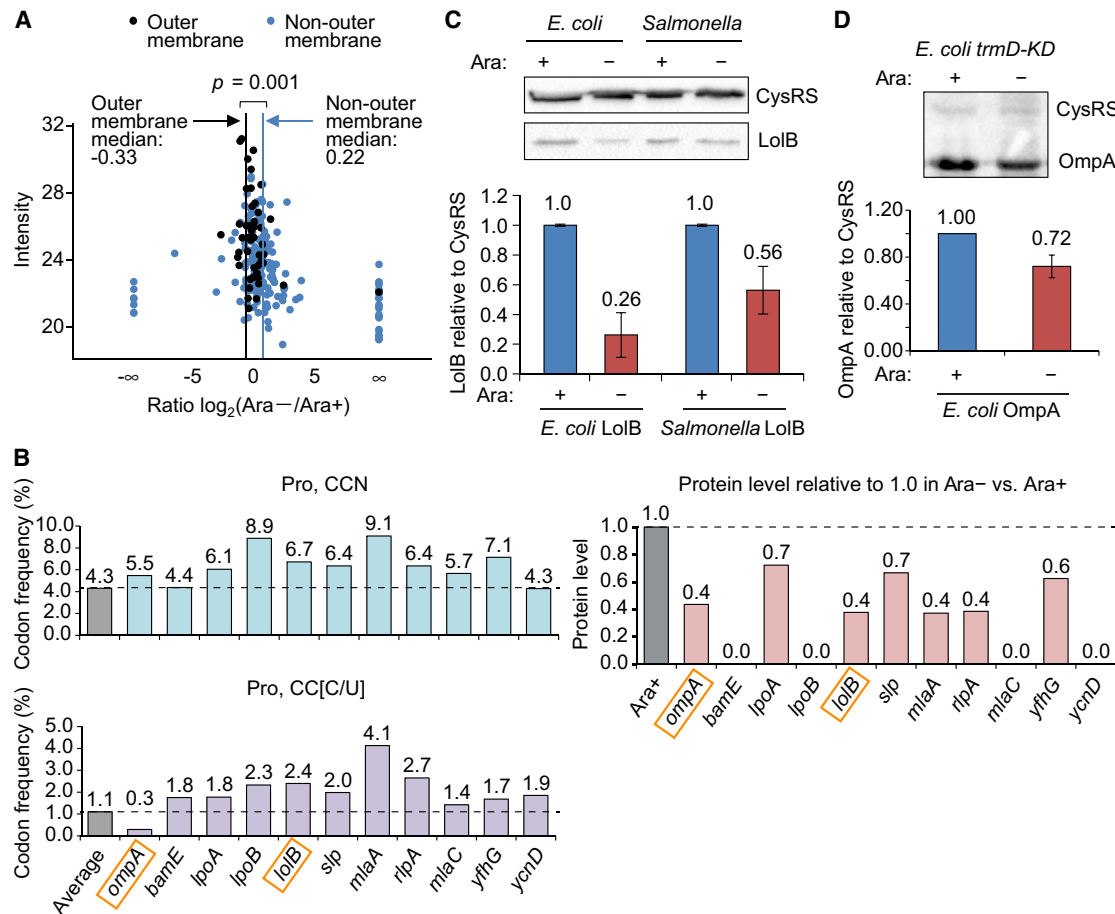 A
Outer membrane
Non-outer membrane
p = 0.001
Outer membrane median: -0.33
Non-outer membrane median: 0.22
Intensity
32
28
24
20
-∞
-5
0
5
∞
Ratio log2(Ara−/Ara+)
C
E. coli
Salmonella
Ara:
+
−
+
−
CysRS
LolB
LolB relative to CysRS
1.0
0.8
0.6
0.4
0.2
0.0
1.0
0.26
1.0
0.56
Ara:
+
−
+
−
E. coli LolB
Salmonella LolB
D
E. coli trmD-KD
Ara:
+
−
CysRS
OmpA
OmpA relative to CysRS
1.20
0.80
0.40
0.00
1.00
0.72
Ara:
+
−
E. coli OmpA
B
Pro, CCN
Codon frequency (%)
10.0
8.0
6.0
4.0
2.0
0.0
4.3
5.5
4.4
6.1
8.9
6.7
6.4
9.1
6.4
5.7
7.1
4.3
Pro, CC[C/U]
Codon frequency (%)
5.0
4.0
3.0
2.0
1.0
0.0
1.1
0.3
1.8
1.8
2.3
2.4
2.0
4.1
2.7
1.4
1.7
1.9
Average
ompA
bamE
lpoA
lpoB
lolB
slp
mlaA
rlpA
mlaC
yfhG
ycnD
Protein level relative to 1.0 in Ara− vs. Ara+
Protein level
1.0
0.8
0.6
0.4
0.2
0.0
1.0
0.4
0.0
0.7
0.0
0.4
0.7
0.4
0.4
0.0
0.6
0.0
Ara+
ompA
bamE
lpoA
lpoB
lolB
slp
mlaA
rlpA
mlaC
yfhG
ycnD